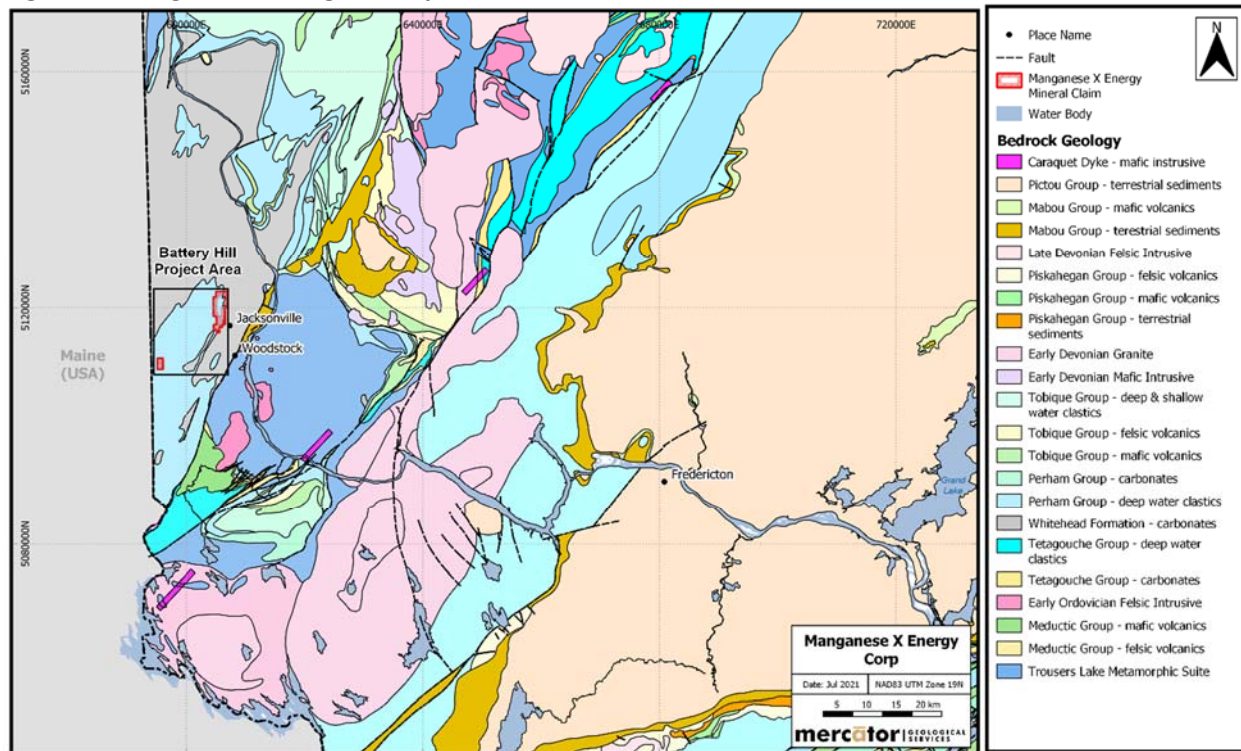 600000E
640000E
680000E
720000E
5160000N
5120000N
5080000N
Battery Hill
Project Area
Jacksonville
Woodstock
Maine
(USA)
Fredericton
Grand
Lake
Manganese X Energy
Corp
Date: Jul 2021
NAD83 UTM Zone 19N
5 10 15 20 km
mercator GEOLOGICAL
SERVICES
N
Place Name
Fault
Manganese X Energy
Mineral Claim
Water Body
Bedrock Geology
Caraquet Dyke - mafic instrusive
Pictou Group - terrestrial sediments
Mabou Group - mafic volcanics
Mabou Group - terestrial sediments
Late Devonian Felsic Intrusive
Piskahegan Group - felsic volcanics
Piskahegan Group - mafic volcanics
Piskahegan Group - terrestrial
sediments
Early Devonian Granite
Early Devonian Mafic Intrusive
Tobique Group - deep & shallow
water clastics
Tobique Group - felsic volcanics
Tobique Group - mafic volcanics
Perham Group - carbonates
Perham Group - deep water clastics
Whitehead Formation - carbonates
Tetagouche Group - deep water
clastics
Tetagouche Group - carbonates
Early Ordovician Felsic Intrusive
Meductic Group - mafic volcanics
Meductic Group - felsic volcanics
Trousers Lake Metamorphic Suite